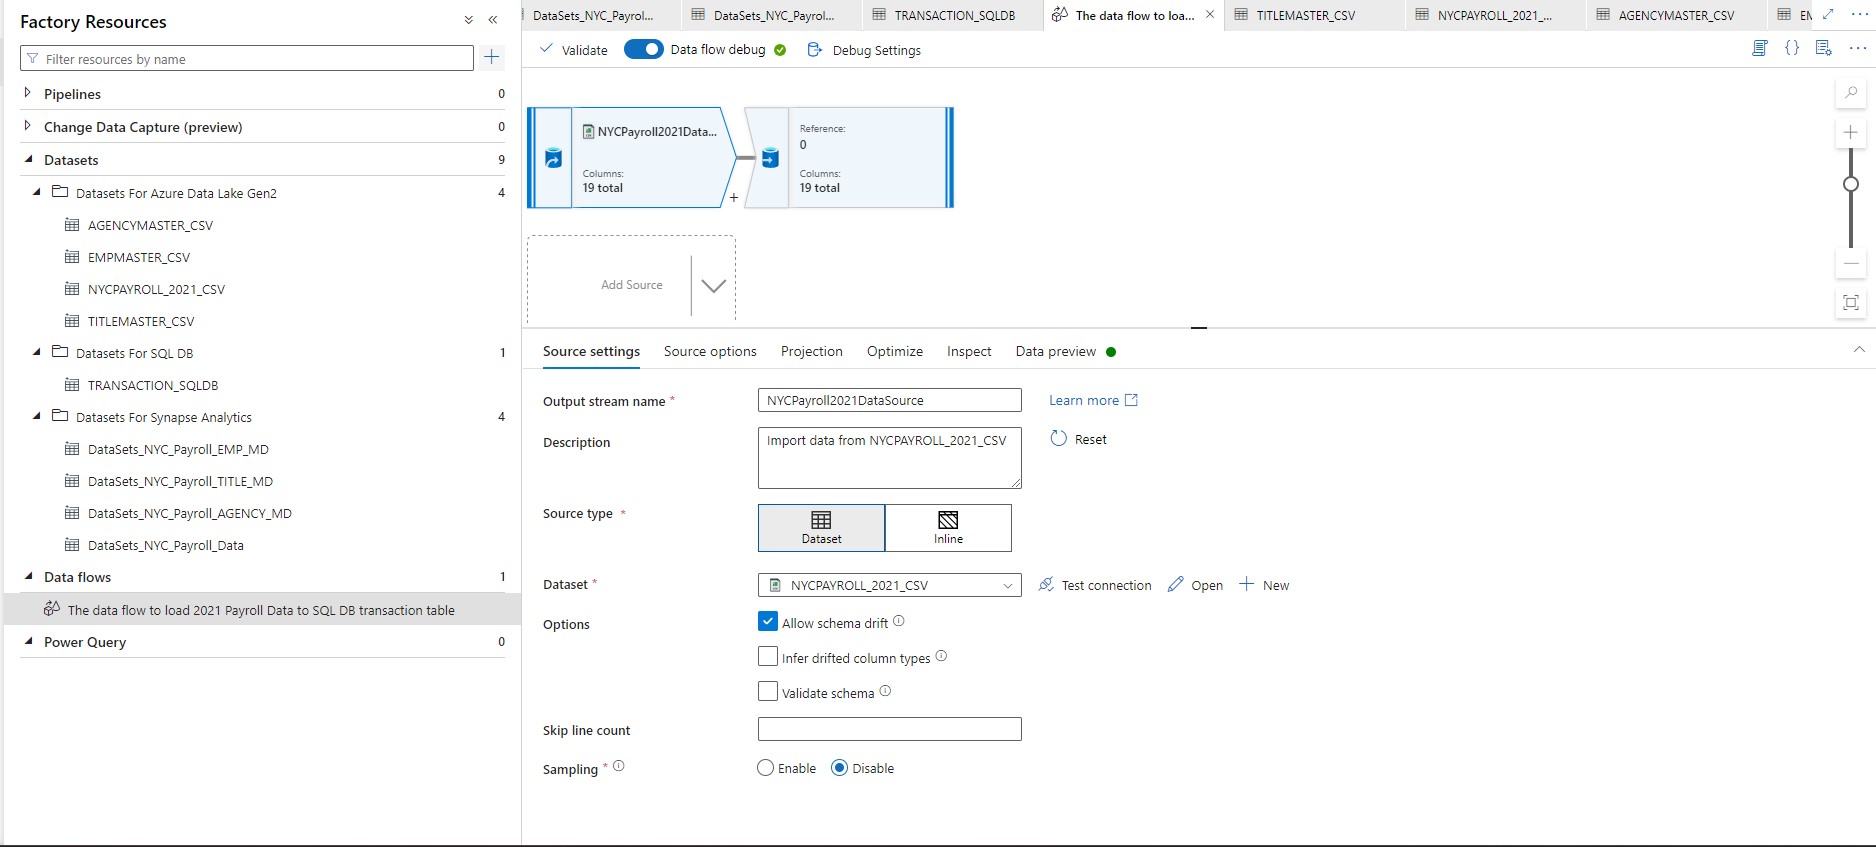 Factory Resources
Filter resources by name
Pipelines 0
Change Data Capture (preview) 0
Datasets 9
Datasets For Azure Data Lake Gen2 4
AGENCYMASTER_CSV
EMPMASTER_CSV
NYCPAYROLL_2021_CSV
TITLEMASTER_CSV
Datasets For SQL DB 1
TRANSACTION_SQLDB
Datasets For Synapse Analytics 4
DataSets_NYC_Payroll_EMP_MD
DataSets_NYC_Payroll_TITLE_MD
DataSets_NYC_Payroll_AGENCY_MD
DataSets_NYC_Payroll_Data
Data flows 1
The data flow to load 2021 Payroll Data to SQL DB transaction table
Power Query 0
DataSets_NYC_Payrol... DataSets_NYC_Payrol... TRANSACTION_SQLDB The data flow to loa... TITLEMASTER_CSV NYCPAYROLL_2021_... AGENCYMASTER_CSV
Validate Data flow debug Debug Settings
NYCPayroll2021Data...
Columns:
19 total
Reference:
0
Columns:
19 total
Add Source
Source settings Source options Projection Optimize Inspect Data preview
Output stream name * NYCPayroll2021DataSource Learn more
Description Import data from NYCPAYROLL_2021_CSV Reset
Source type * Dataset Inline
Dataset * NYCPAYROLL_2021_CSV Test connection Open New
Options Allow schema drift
Infer drifted column types
Validate schema
Skip line count
Sampling * Enable Disable